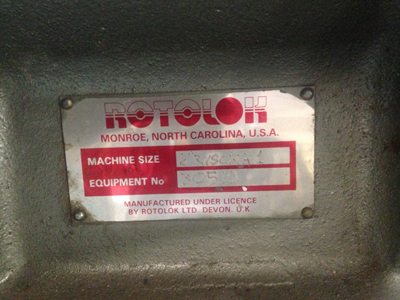 ROTOLOK
MONROE, NORTH CAROLINA, U.S.A.
MACHINE SIZE
EQUIPMENT No
MANUFACTURED UNDER LICENCE
BY ROTOLOK LTD. DEVON. U.K